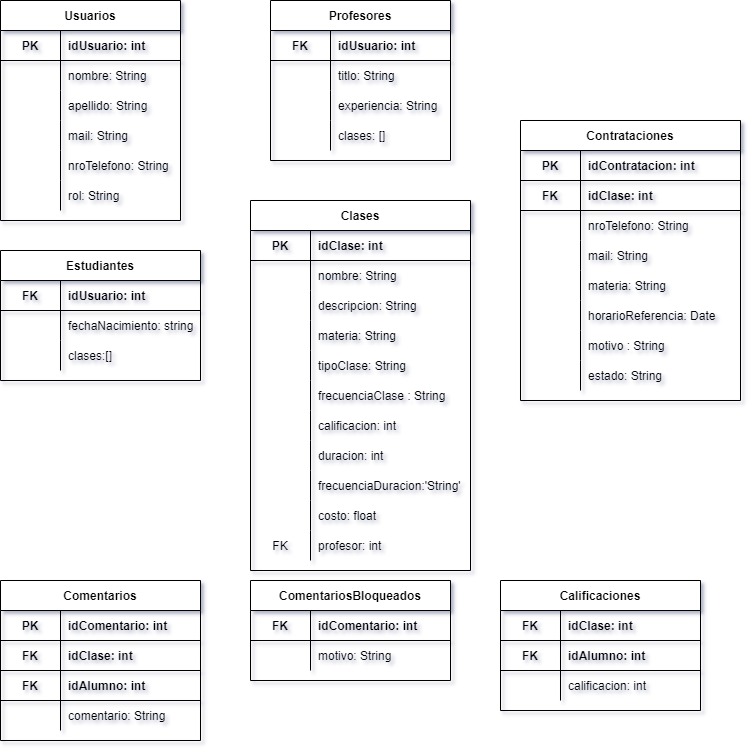 Usuarios
PK idUsuario: int
nombre: String
apellido: String
mail: String
nroTelefono: String
rol: String
Profesores
FK idUsuario: int
titlo: String
experiencia: String
clases: []
Contrataciones
PK idContratacion: int
FK idClase: int
nroTelefono: String
mail: String
materia: String
horarioReferencia: Date
motivo : String
estado: String
Clases
PK idClase: int
nombre: String
descripcion: String
materia: String
tipoClase: String
frecuenciaClase : String
calificacion: int
duracion: int
frecuenciaDuracion:'String'
costo: float
FK profesor: int
Estudiantes
FK idUsuario: int
fechaNacimiento: string
clases:[]
Comentarios
PK idComentario: int
FK idClase: int
FK idAlumno: int
comentario: String
ComentariosBloqueados
FK idComentario: int
motivo: String
Calificaciones
FK idClase: int
FK idAlumno: int
calificacion: int